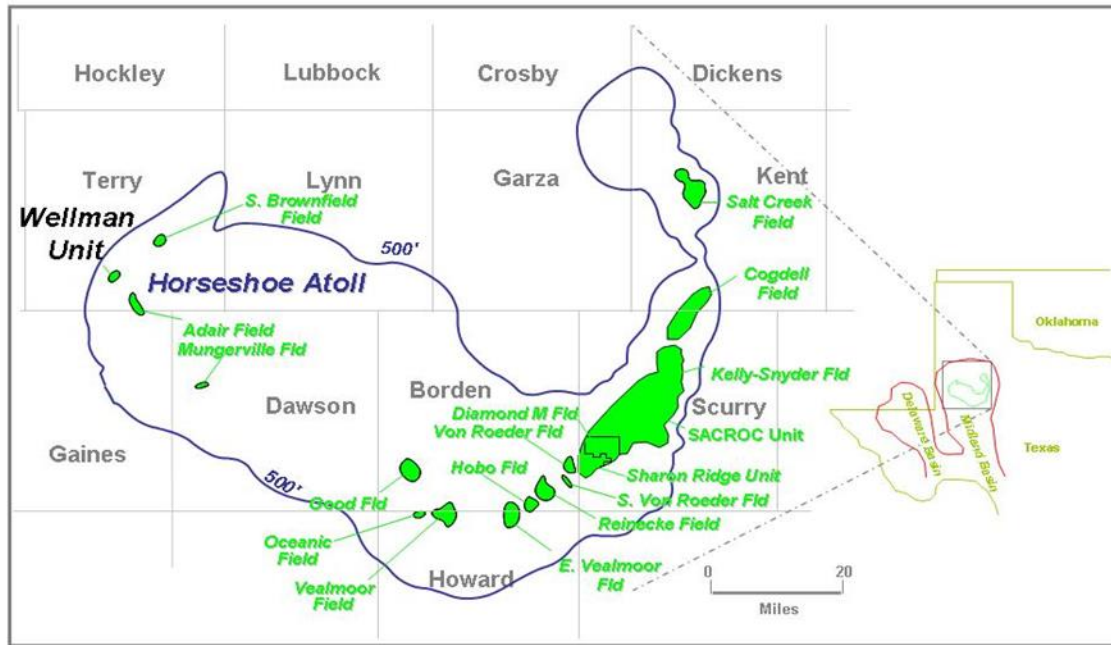 Hockley
Lubbock
Crosby
Dickens
Terry
Lynn
Garza
Kent
S. Brownfield
Field
Salt Creek
Field
Wellman
Unit
500'
Horseshoe Atoll
Cogdell
Field
Adair Field
Mungerville Fld
Oklahoma
Kelly-Snyder Fld
Borden
Dawson
Scurry
Diamond M Fld
Von Roeder Fld
SACROC Unit
Delaward Basin
Midland Basin
Texas
Gaines
Hobo Fld
Sharon Ridge Unit
500'
Good Fld
S. Von Roeder Fld
Reinecke Field
Oceanic
Field
E. Vealmoor
Fld
Vealmoor
Field
Howard
0
20
Miles